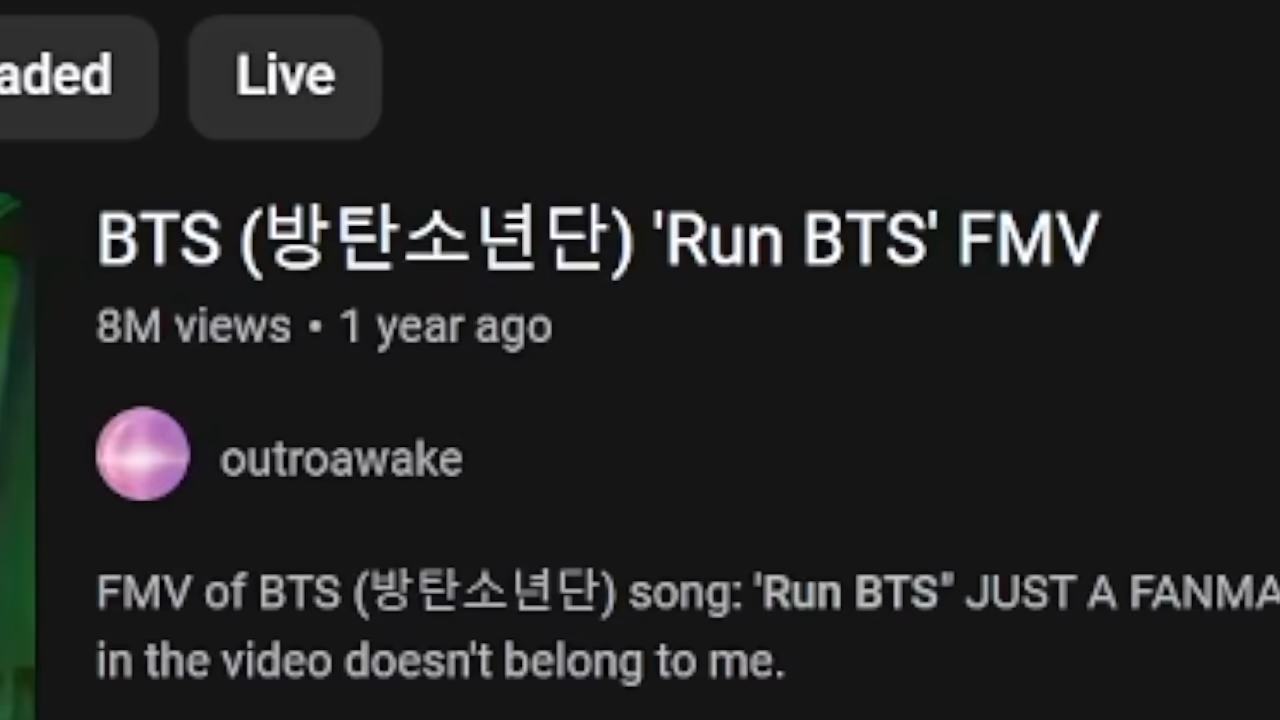 aded Live
BTS (방탄소년단) 'Run BTS' FMV
8M views • 1 year ago
outroawake
FMV of BTS (방탄소년단) song: 'Run BTS" JUST A FANMA
in the video doesn't belong to me.